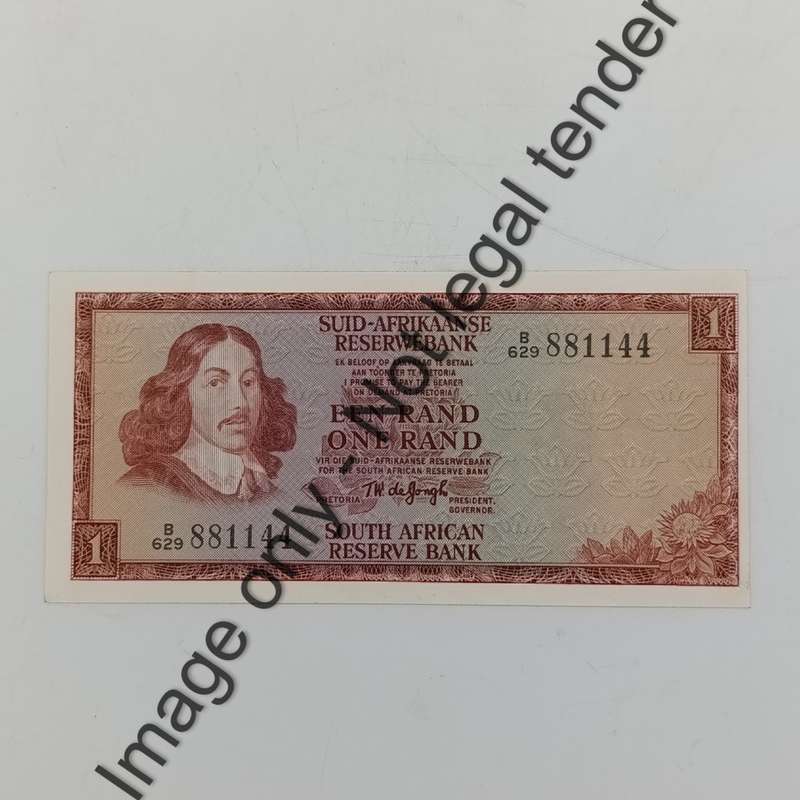 Image only - Not legal tender
1
SUID-AFRIKAANSE
RESERWEBANK
B/629 881144
EK BELOOF OP AANVRAAG TE BETAAL
AAN TOONDER TE PRETORIA
I PROMISE TO PAY THE BEARER
ON DEMAND AT PRETORIA
EEN RAND
ONE RAND
VIR DIE SUID-AFRIKAANSE RESERWEBANK
FOR THE SOUTH AFRICAN RESERVE BANK
T.W. de Jongh
PRETORIA PRESIDENT.
GOVERNOR.
B/629 881144
1
SOUTH AFRICAN
RESERVE BANK